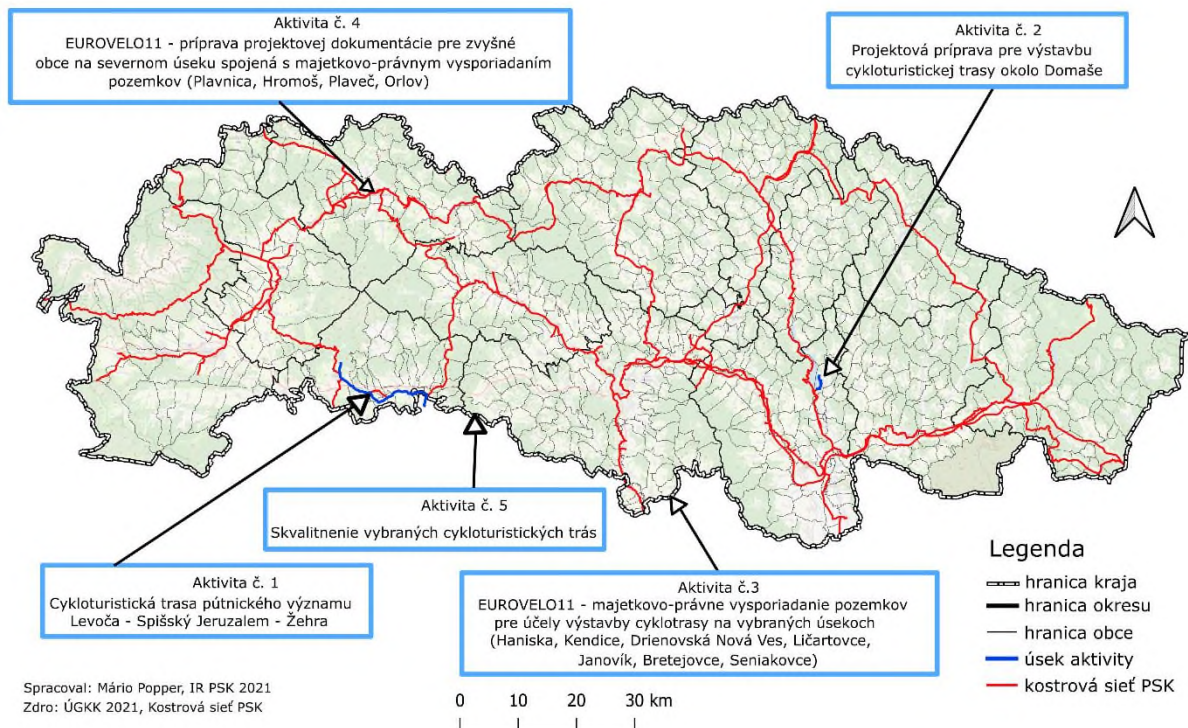 Aktivita č. 4
EUROVELO11 - príprava projektovej dokumentácie pre zvyšné
obce na severnom úseku spojená s majetkovo-právnym vysporiadaním
pozemkov (Plavnica, Hromoš, Plaveč, Orlov)
Aktivita č. 2
Projektová príprava pre výstavbu
cykloturistickej trasy okolo Domaše
Aktivita č. 5
Skvalitnenie vybraných cykloturistických trás
Aktivita č. 1
Cykloturistická trasa pútnického významu
Levoča - Spišský Jeruzalem - Žehra
Aktivita č.3
EUROVELO11 - majetkovo-právne vysporiadanie pozemkov
pre účely výstavby cyklotrasy na vybraných úsekoch
(Haniska, Kendice, Drienovská Nová Ves, Ličartovce,
Janovík, Bretejovce, Seniakovce)
Legenda
hranica kraja
hranica okresu
hranica obce
úsek aktivity
kostrová sieť PSK
Spracoval: Mário Popper, IR PSK 2021
Zdro: ÚGKK 2021, Kostrová sieť PSK
0 10 20 30 km